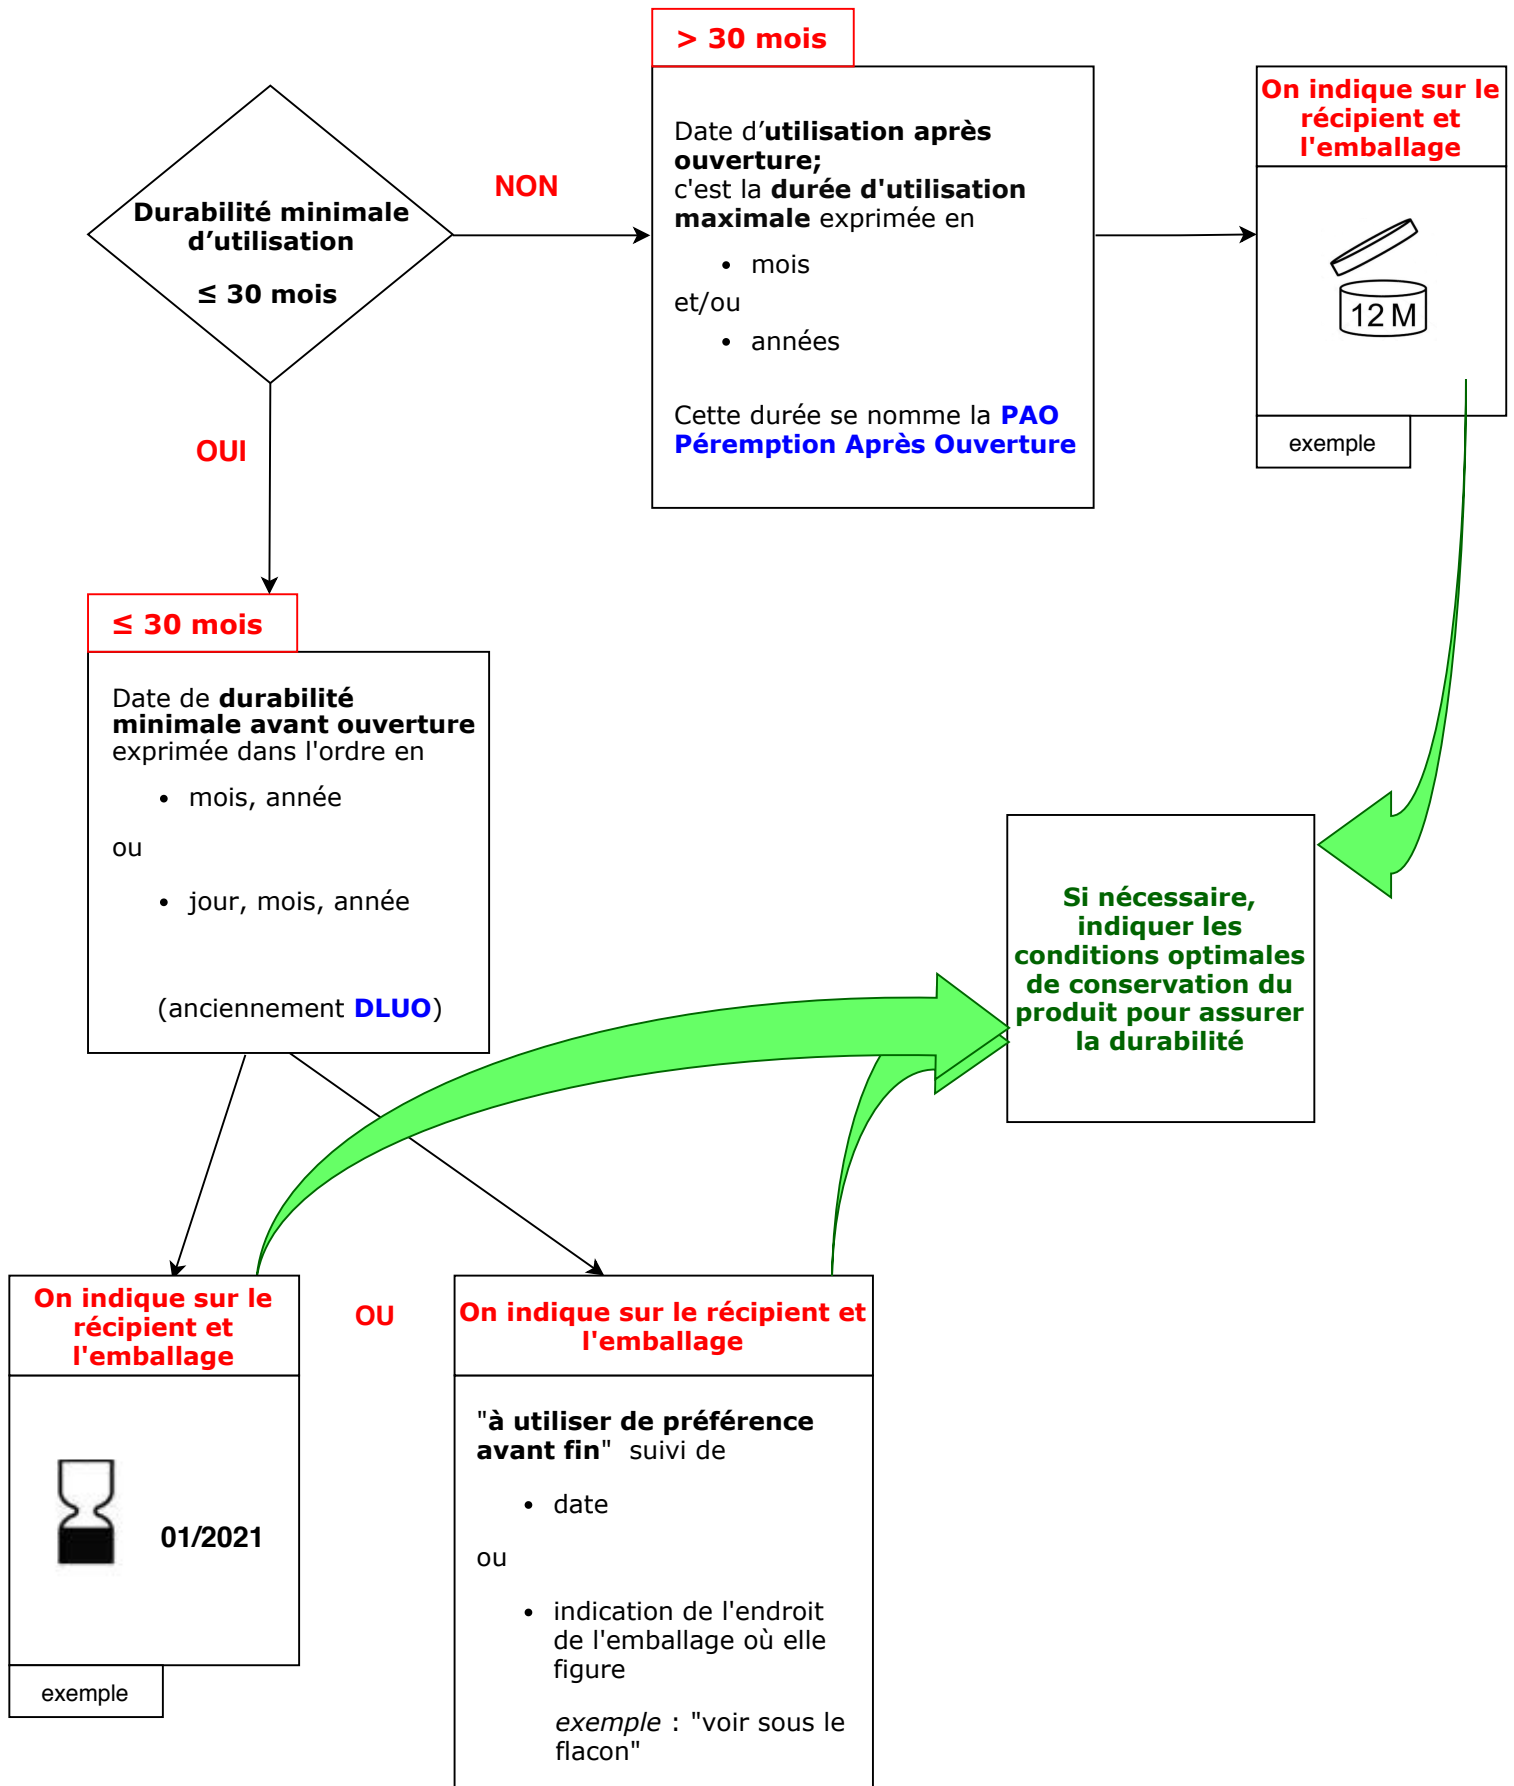 > 30 mois
Date d’utilisation après
ouverture;
c'est la durée d'utilisation
maximale exprimée en
• mois
et/ou
• années
Cette durée se nomme la PAO
Péremption Après Ouverture
On indique sur le
récipient et
l'emballage
12 M
exemple
Durabilité minimale
d’utilisation
≤ 30 mois
NON
OUI
≤ 30 mois
Date de durabilité
minimale avant ouverture
exprimée dans l'ordre en
• mois, année
ou
• jour, mois, année
(anciennement DLUO)
Si nécessaire,
indiquer les
conditions optimales
de conservation du
produit pour assurer
la durabilité
On indique sur le
récipient et
l'emballage
01/2021
exemple
OU
On indique sur le récipient et
l'emballage
"à utiliser de préférence
avant fin" suivi de
• date
ou
• indication de l'endroit
de l'emballage où elle
figure
exemple : "voir sous le
flacon"